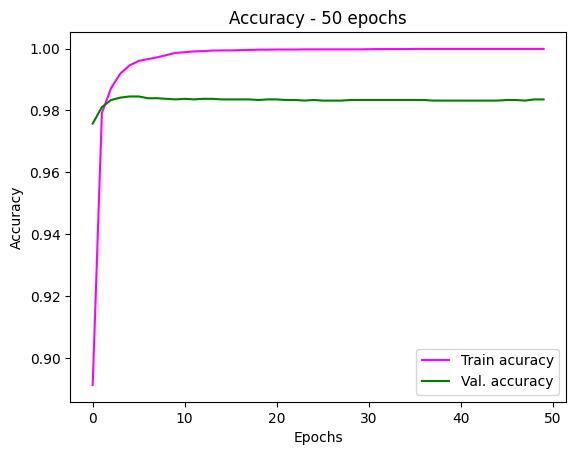 Accuracy - 50 epochs
1.00
0.98
0.96
0.94
0.92
0.90
Accuracy
Train acuracy
Val. accuracy
0 10 20 30 40 50
Epochs